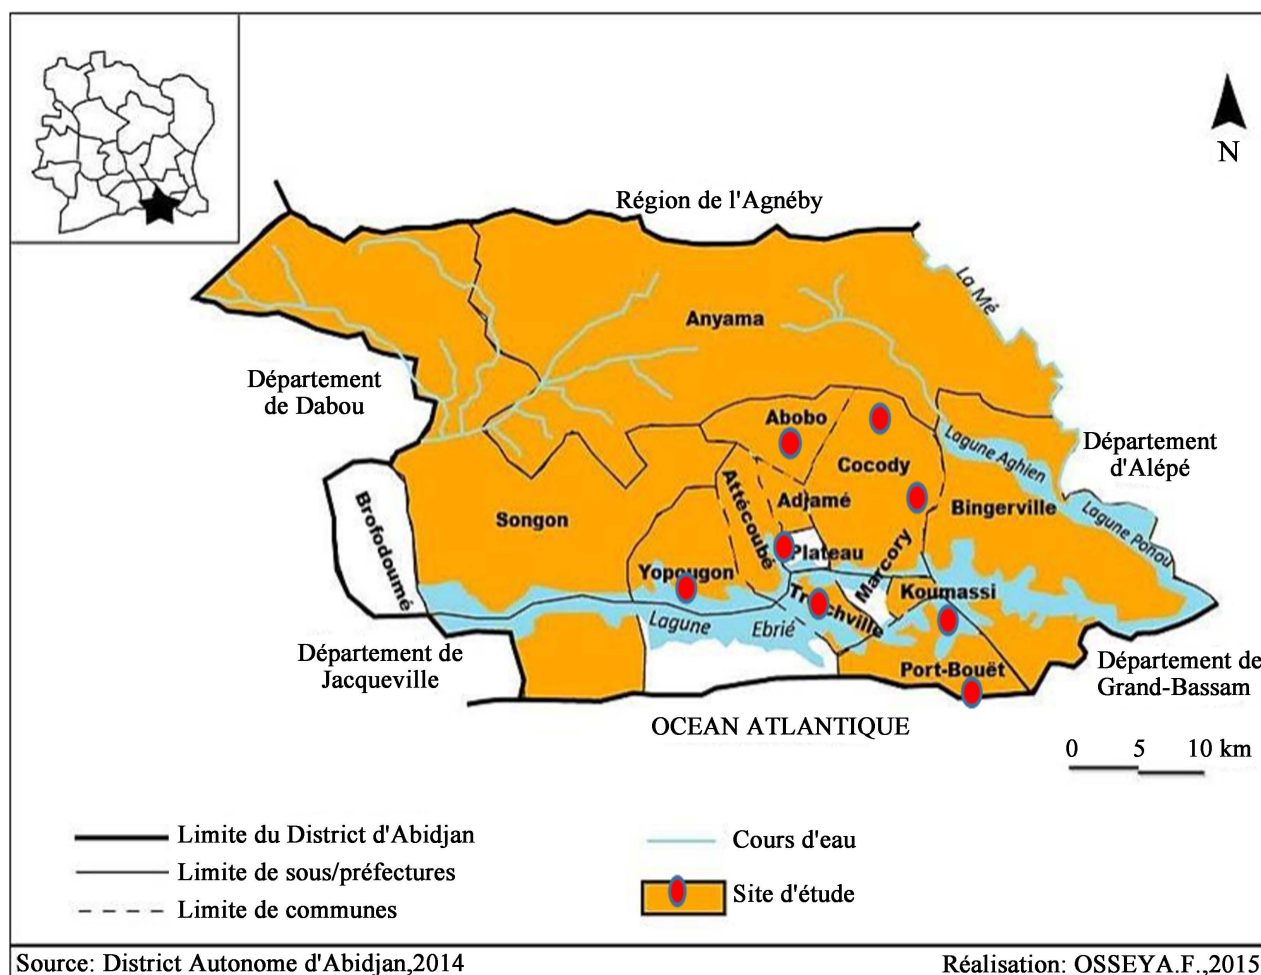 N
Région de l'Agnéby
La Mé
Anyama
Département
de Dabou
Abobo
Cocody
Lagune Aghien
Département
d'Alépé
Brofodoumé
Songon
Attécoubé
Adjamé
Bingerville
Lagune Potou
Plateau
Marcory
Yopougon
Koumassi
Treichville
Lagune Ebrié
Département de
Jacqueville
Port-Bouët
Département de
Grand-Bassam
OCEAN ATLANTIQUE
0 5 10 km
Limite du District d'Abidjan
Limite de sous/préfectures
Limite de communes
Cours d'eau
Site d'étude
Source: District Autonome d'Abidjan,2014
Réalisation: OSSEYA.F.,2015